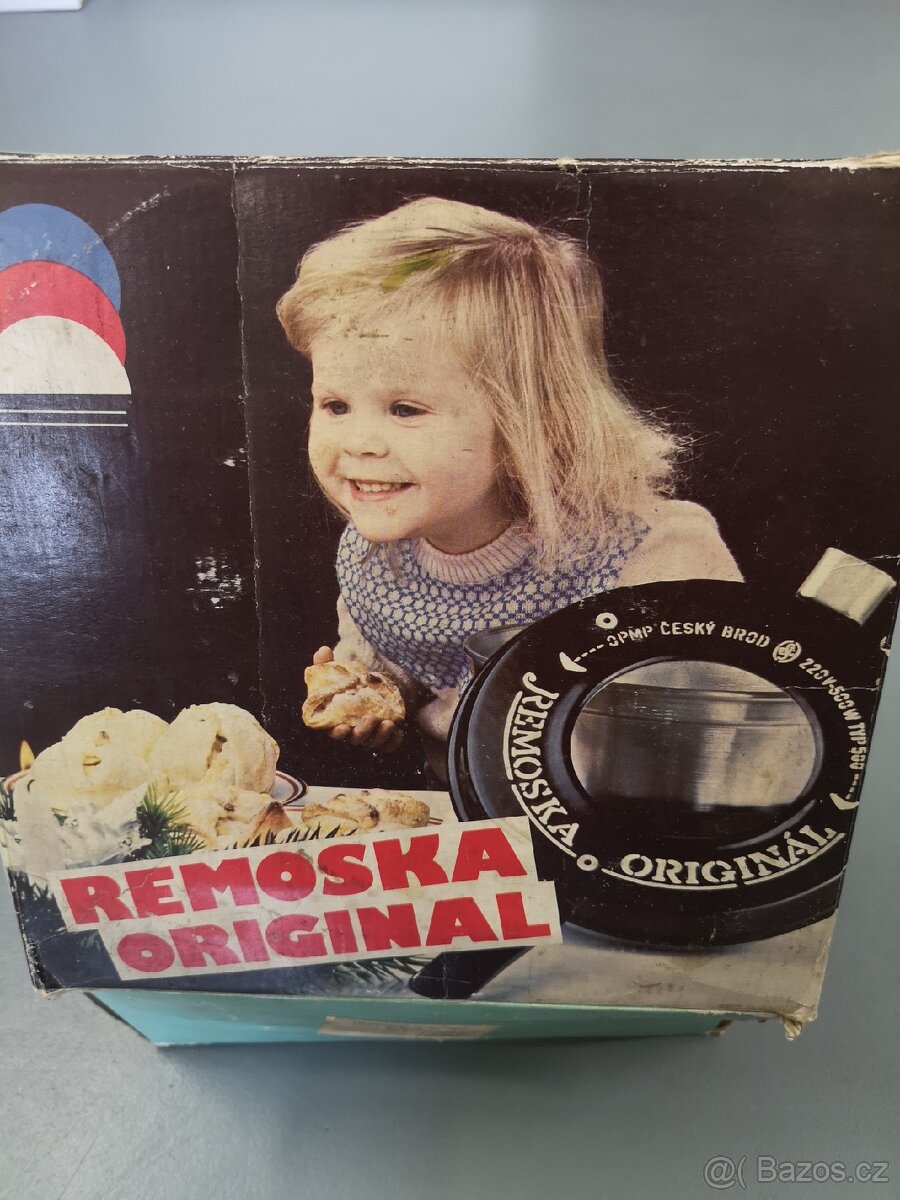 OPMP ČESKÝ BROD
220V-500W TYP 500
REMOSKA
ORIGINÁL
REMOSKA
ORIGINAL
@( Bazos.cz